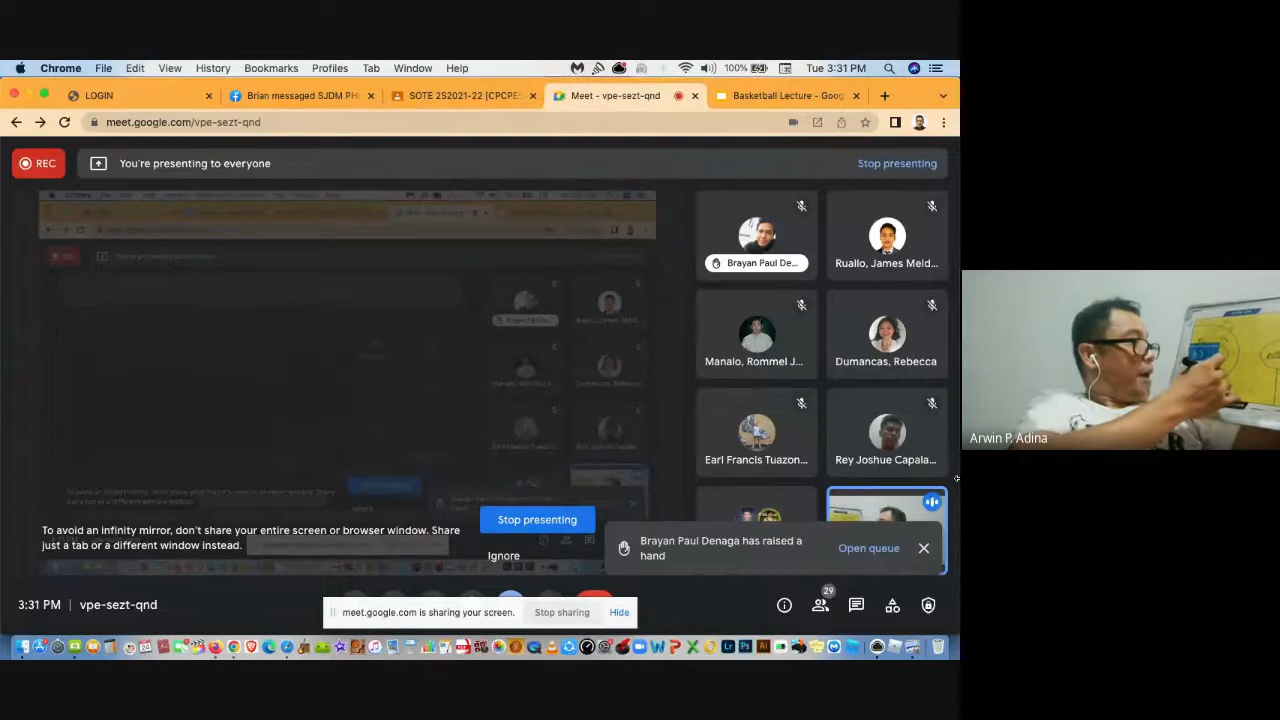 Chrome File Edit View History Bookmarks Profiles Tab Window Help 100% Tue 3:31 PM
LOGIN Brian messaged SJDM PH SOTE 2S2021-22 [CPCPE Meet - vpe-sezt-qnd Basketball Lecture - Goog
meet.google.com/vpe-sezt-qnd
REC You're presenting to everyone Stop presenting
Brayan Paul De... Ruallo, James Meld...
Manalo, Rommel J... Dumancas, Rebecca
Earl Francis Tuazon... Rey Joshue Capala...
Arwin P. Adina
To avoid an infinity mirror, don't share your entire screen or browser window. Share
just a tab or a different window instead.
Stop presenting
Ignore
Brayan Paul Denaga has raised a
hand
Open queue
3:31 PM | vpe-sezt-qnd
29
meet.google.com is sharing your screen. Stop sharing Hide